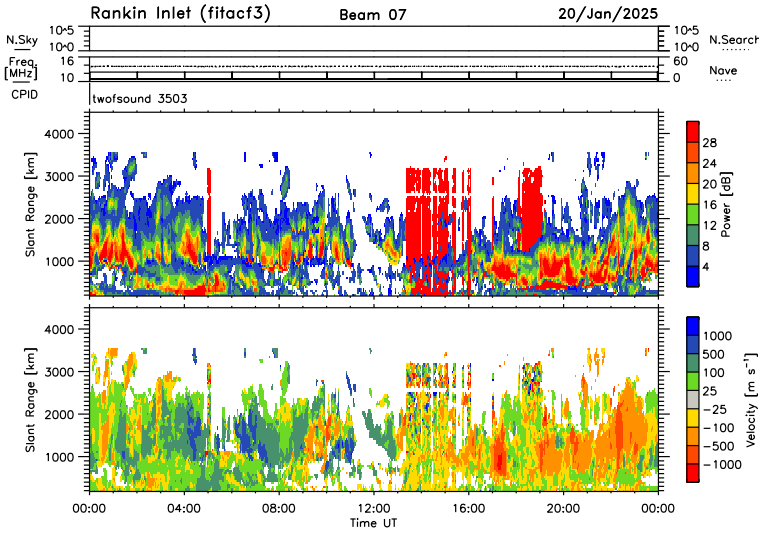 Rankin Inlet (fitacf3) Beam 07 20/Jan/2025
N.Sky 10^5 10^0 10^5 10^0 N.Search
Freq. [MHz] 16 10 60 0 Nave
CPID twofsound 3503
Slant Range [km] 4000 3000 2000 1000
28 24 20 16 12 8 4 Power [dB]
Slant Range [km] 4000 3000 2000 1000
1000 500 100 25 −25 −100 −500 −1000 Velocity [m s⁻¹]
00:00 04:00 08:00 12:00 16:00 20:00 00:00
Time UT